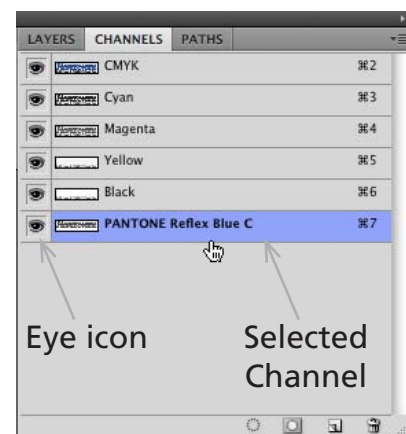 LAYERS CHANNELS PATHS
CMYK ⌘2
Cyan ⌘3
Magenta ⌘4
Yellow ⌘5
Black ⌘6
PANTONE Reflex Blue C ⌘7
Eye icon
Selected
Channel